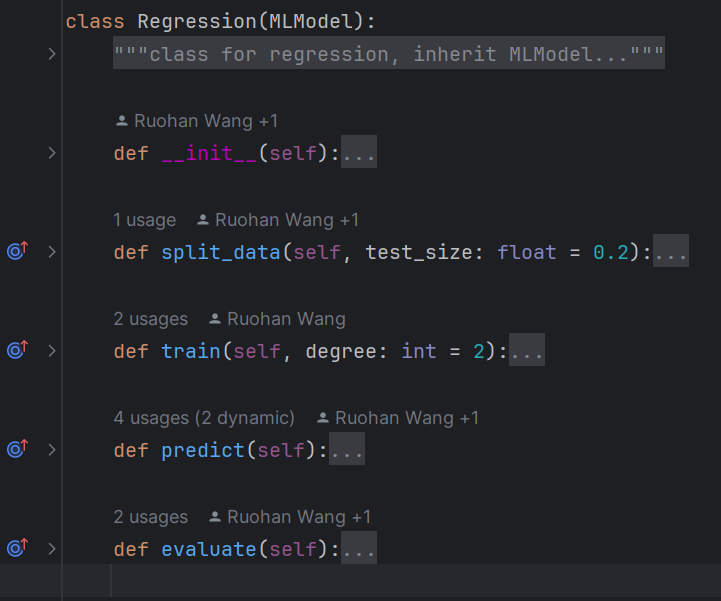 class Regression(MLModel):
"""class for regression, inherit MLModel..."""
Ruohan Wang +1
def __init__(self):...
1 usage Ruohan Wang +1
def split_data(self, test_size: float = 0.2):...
2 usages Ruohan Wang
def train(self, degree: int = 2):...
4 usages (2 dynamic) Ruohan Wang +1
def predict(self):...
2 usages Ruohan Wang +1
def evaluate(self):...